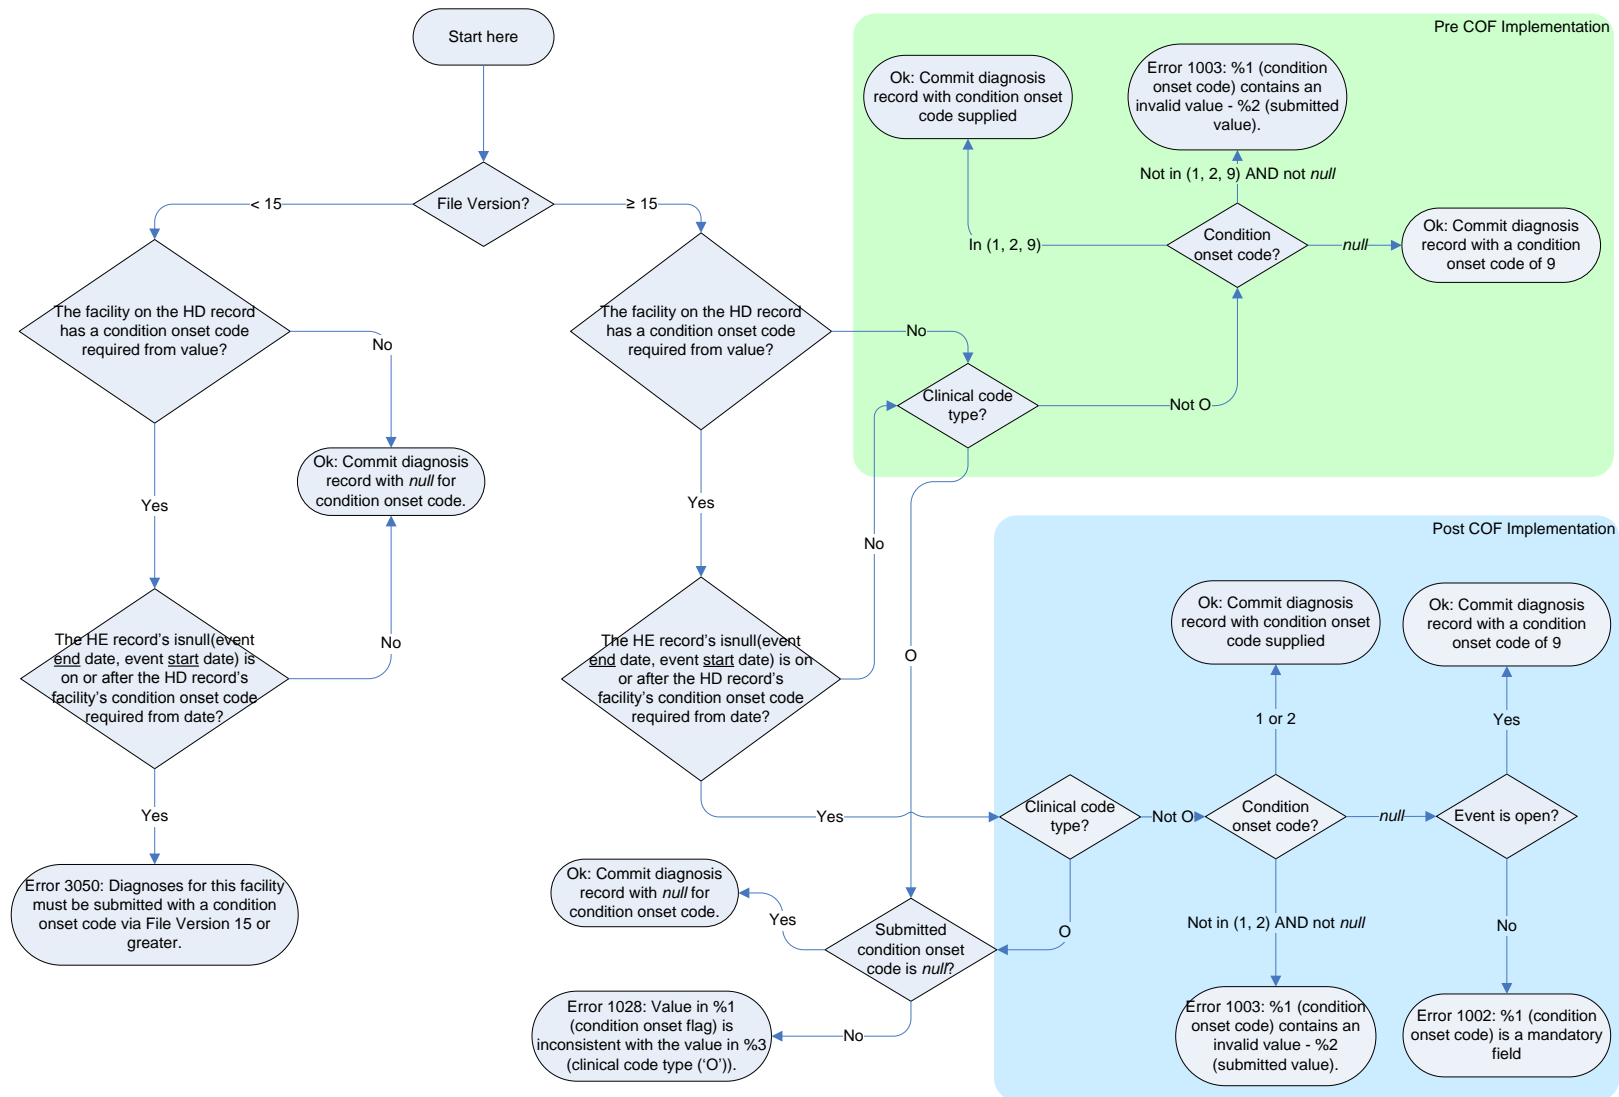 Start here
Pre COF Implementation
Ok: Commit diagnosis
record with condition onset
code supplied
Error 1003: %1 (condition
onset code) contains an
invalid value - %2 (submitted
value).
Not in (1, 2, 9) AND not null
File Version?
< 15
≥ 15
In (1, 2, 9)
Condition
onset code?
null
Ok: Commit diagnosis
record with a condition
onset code of 9
The facility on the HD record
has a condition onset code
required from value?
No
The facility on the HD record
has a condition onset code
required from value?
No
Clinical code
type?
Not O
Ok: Commit diagnosis
record with null for
condition onset code.
Yes
Yes
No
Post COF Implementation
The HE record’s isnull(event
end date, event start date) is
on or after the HD record’s
facility’s condition onset code
required from date?
No
The HE record’s isnull(event
end date, event start date) is on
or after the HD record’s
facility’s condition onset code
required from date?
O
Ok: Commit diagnosis
record with condition onset
code supplied
Ok: Commit diagnosis
record with a condition
onset code of 9
1 or 2
Yes
Yes
Yes
Clinical code
type?
Not O
Condition
onset code?
null
Event is open?
Error 3050: Diagnoses for this facility
must be submitted with a condition
onset code via File Version 15 or
greater.
Ok: Commit diagnosis
record with null for
condition onset code.
Yes
Submitted
condition onset
code is null?
O
Not in (1, 2) AND not null
No
Error 1028: Value in %1
(condition onset flag) is
inconsistent with the value in %3
(clinical code type (‘O’)).
No
Error 1003: %1 (condition
onset code) contains an
invalid value - %2
(submitted value).
Error 1002: %1 (condition
onset code) is a mandatory
field